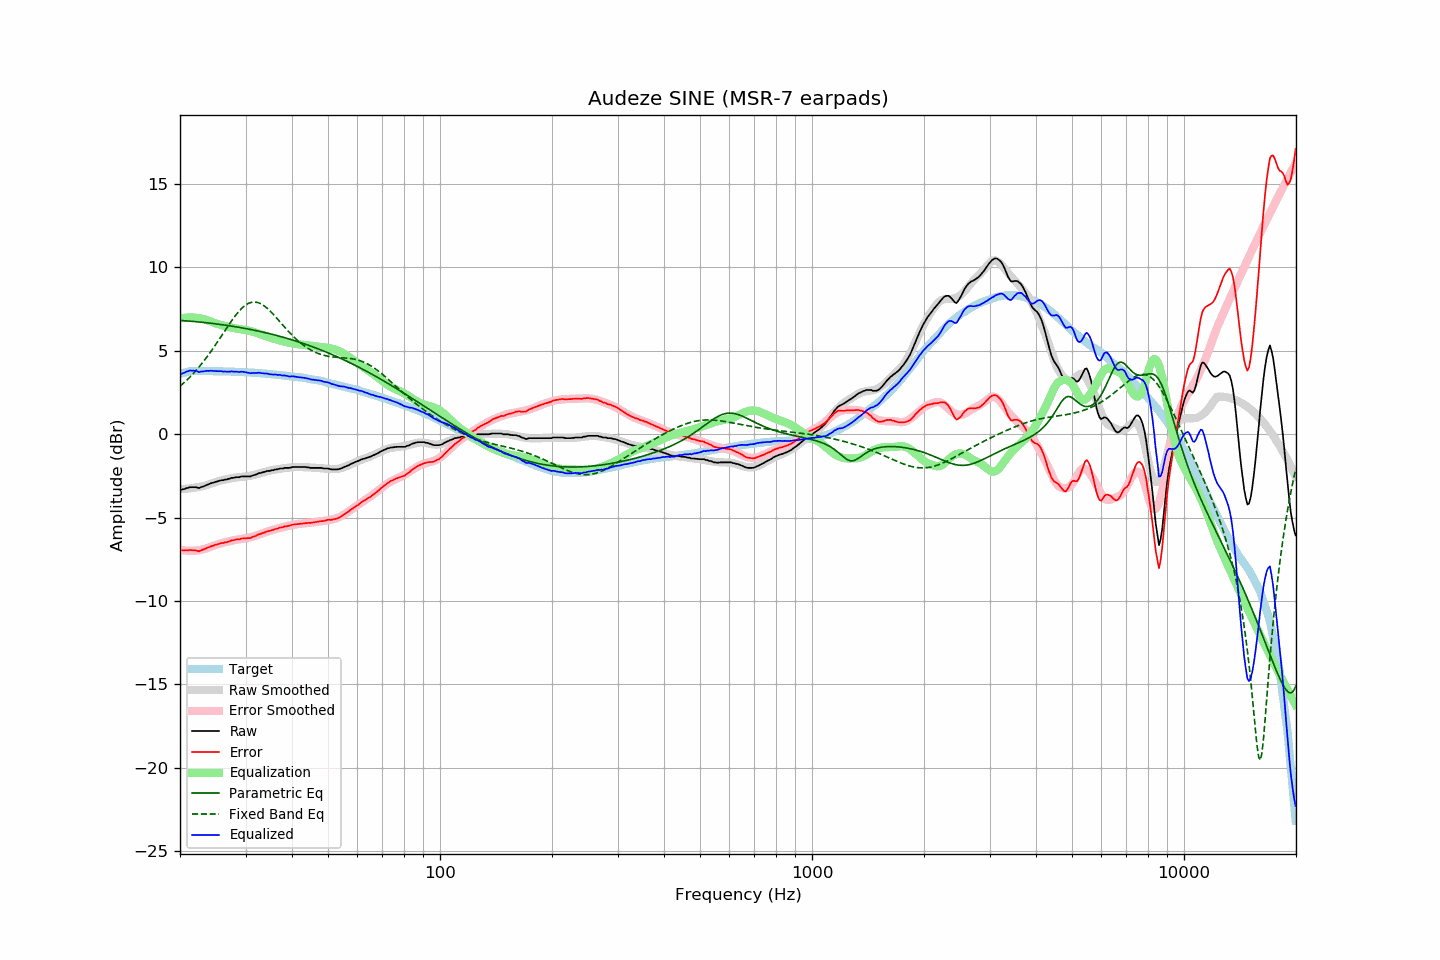 Audeze SINE (MSR-7 earpads)
Amplitude (dBr)
15
10
5
0
−5
−10
−15
−20
−25
Target
Raw Smoothed
Error Smoothed
Raw
Error
Equalization
Parametric Eq
Fixed Band Eq
Equalized
100
1000
10000
Frequency (Hz)